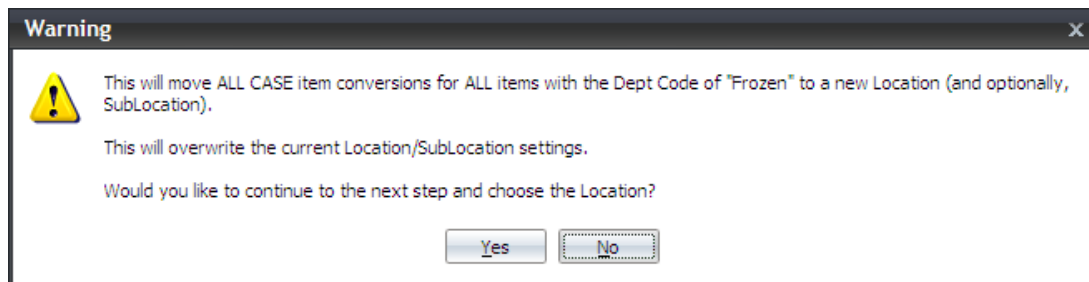 Warning
x
This will move ALL CASE item conversions for ALL items with the Dept Code of "Frozen" to a new Location (and optionally,
SubLocation).
This will overwrite the current Location/SubLocation settings.
Would you like to continue to the next step and choose the Location?
Yes
No